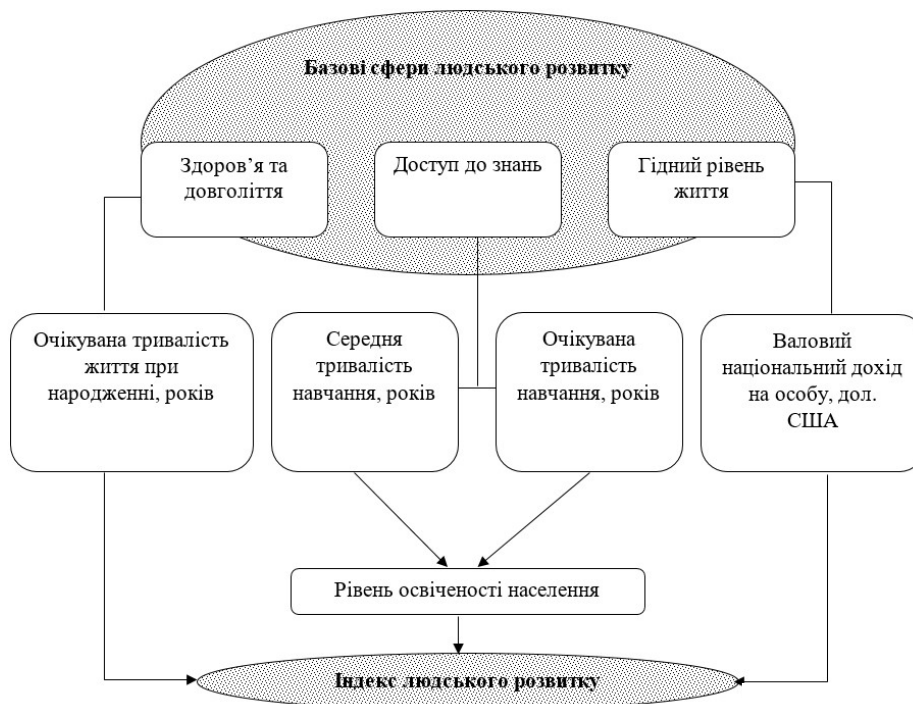 Базові сфери людського розвитку
Здоров’я та
довголіття
Доступ до знань
Гідний рівень
життя
Очікувана тривалість
життя при
народженні, років
Середня
тривалість
навчання, років
Очікувана
тривалість
навчання, років
Валовий
національний дохід
на особу, дол.
США
Рівень освіченості населення
Індекс людського розвитку